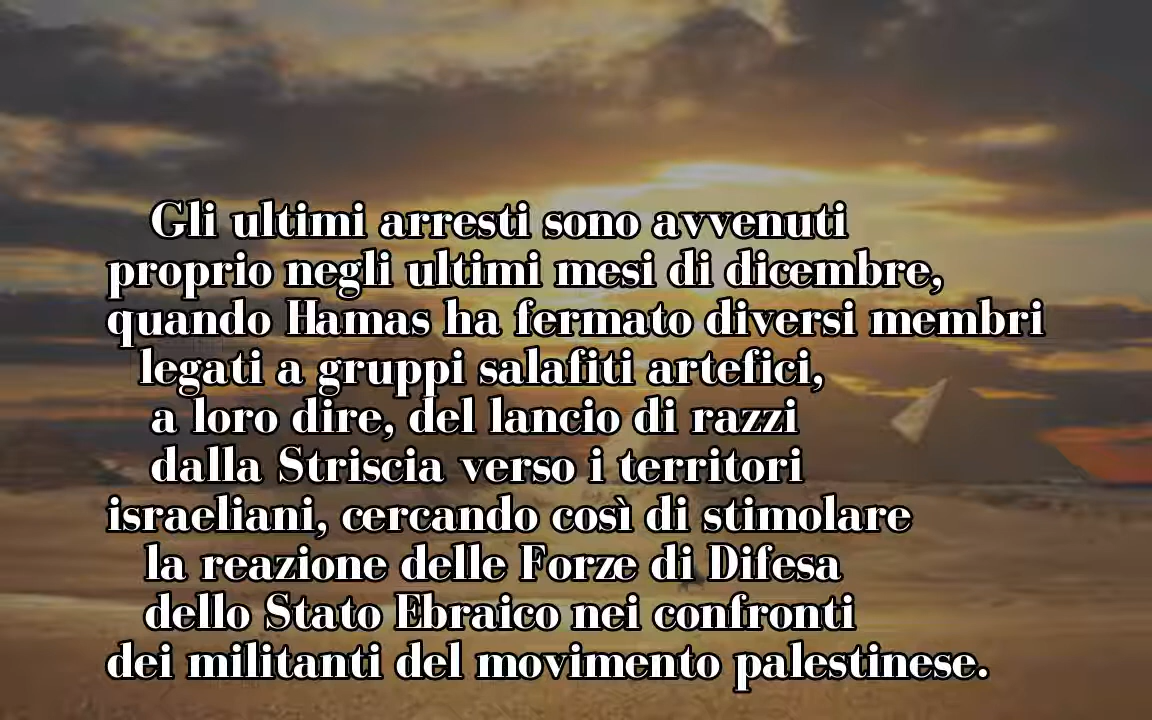 Gli ultimi arresti sono avvenuti
proprio negli ultimi mesi di dicembre,
quando Hamas ha fermato diversi membri
legati a gruppi salafiti artefici,
a loro dire, del lancio di razzi
dalla Striscia verso i territori
israeliani, cercando così di stimolare
la reazione delle Forze di Difesa
dello Stato Ebraico nei confronti
dei militanti del movimento palestinese.